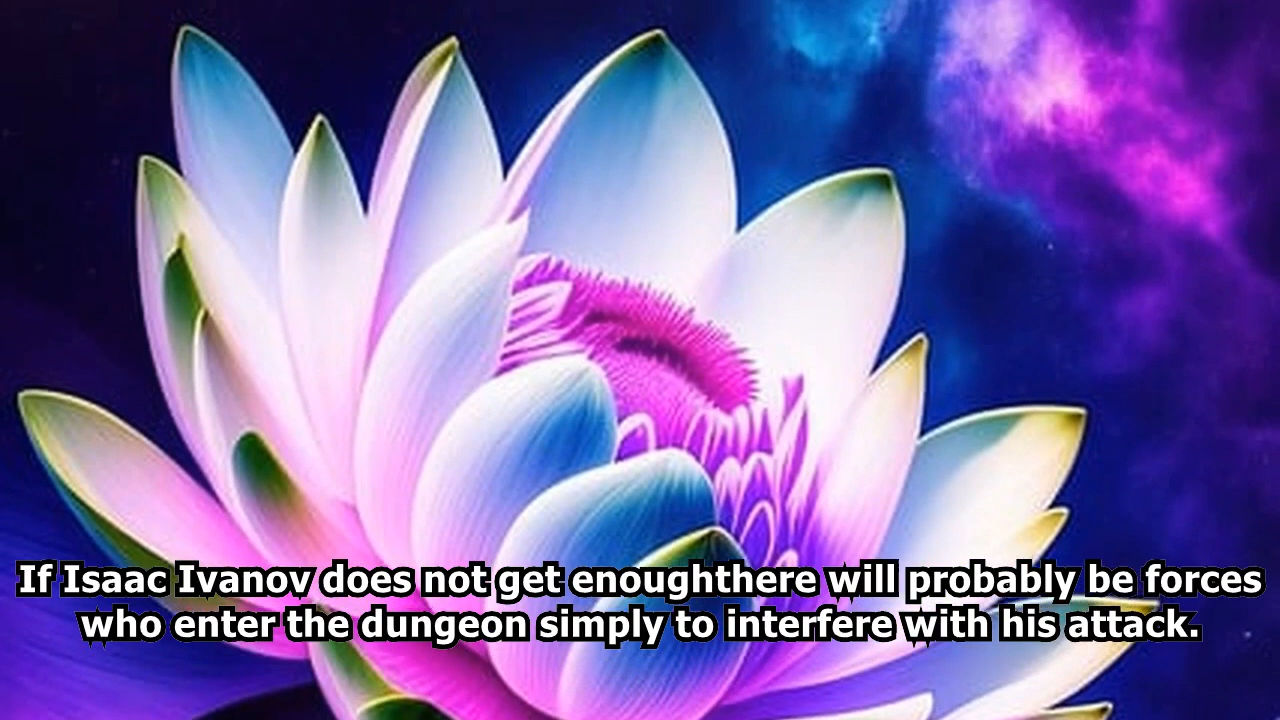 If Isaac Ivanov does not get enoughthere will probably be forces
who enter the dungeon simply to interfere with his attack.